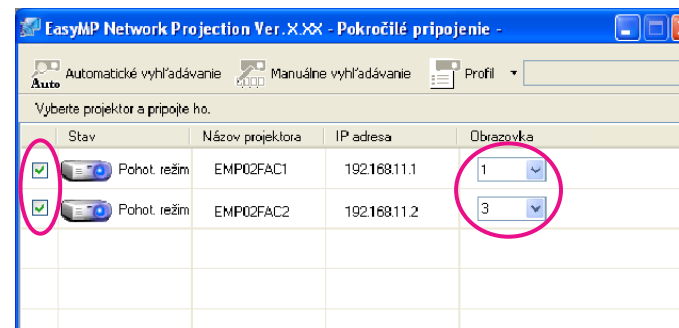 EasyMP Network Projection Ver.X.XX - Pokročilé pripojenie -
Auto Automatické vyhľadávanie Manuálne vyhľadávanie Profil
Vyberte projektor a pripojte ho.
Stav Názov projektora IP adresa Obrazovka
Pohot. režim EMP02FAC1 192.168.11.1 1
Pohot. režim EMP02FAC2 192.168.11.2 3